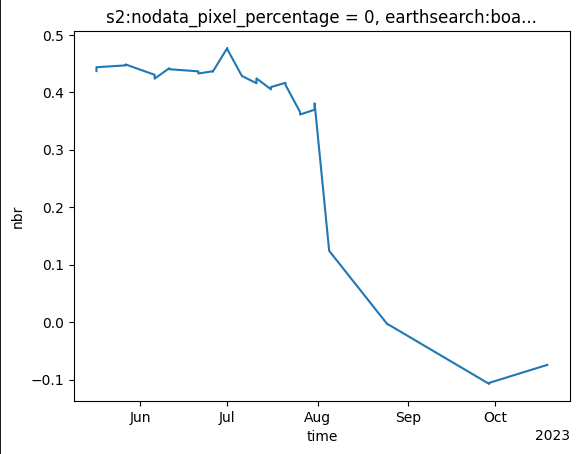 s2:nodata_pixel_percentage = 0, earthsearch:boa...
0.5
0.4
0.3
0.2
0.1
0.0
−0.1
nbr
Jun Jul Aug Sep Oct
time
2023